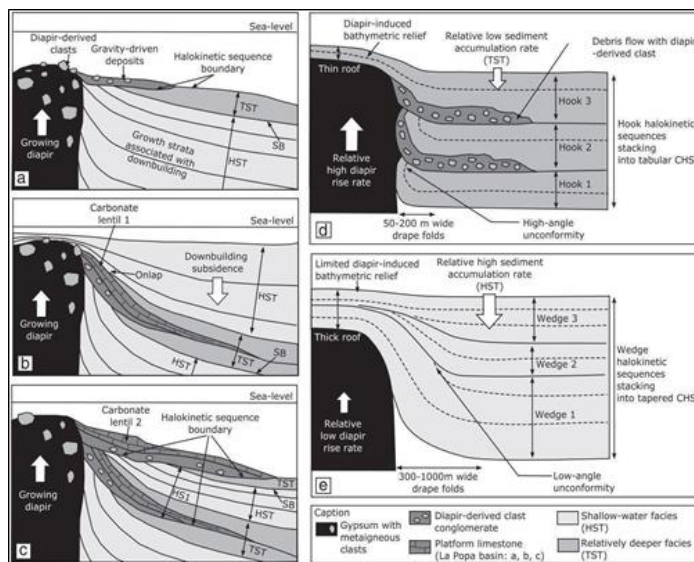 Sea-level
Diapir-derived
clasts
Gravity-driven
deposits
Halokinetic sequence
boundary
TST
SB
HST
Growth strata
associated with
downbuilding
Growing
diapir
a
Carbonate
lentil 1
Sea-level
Onlap
Downbuilding
subsidence
HST
Growing
diapir
SB
TST
HST
b
Sea-level
Carbonate
lentil 2
Halokinetic sequence
boundary
TST
SB
HST
HS1
TST
Growing
diapir
c
d
Diapir-induced
bathymetric relief
Relative low sediment
accumulation rate
(TST)
Debris flow with diapir
-derived clast
Thin roof
Hook 3
Hook 2
Hook 1
Hook halokinetic
sequences
stacking
into tabular CHS
Relative
high diapir
rise rate
50-200 m wide
drape folds
High-angle
unconformity
Limited diapir-induced
bathymetric relief
Relative high sediment
accumulation rate
(HST)
Thick roof
Wedge 3
Wedge 2
Wedge 1
Wedge
halokinetic
sequences
stacking
into tapered CHS
Relative
low diapir
rise rate
300-1000m wide
drape folds
Low-angle
unconformity
e
Caption
Gypsum with
metaigneous
clasts
Diapir-derived clast
conglomerate
Platform limestone
(La Popa basin: a, b, c)
Shallow-water facies
(HST)
Relatively deeper facies
(TST)